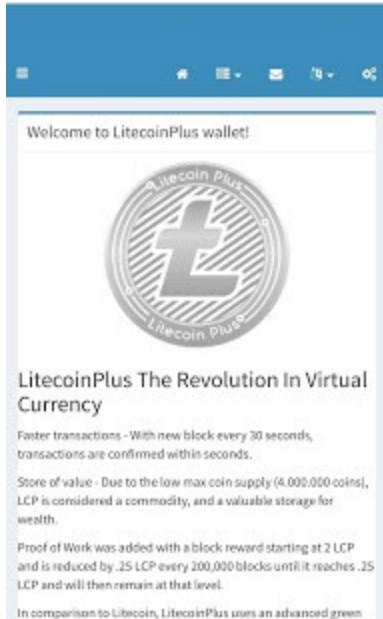 Welcome to LitecoinPlus wallet!
Litecoin Plus
Litecoin Plus
LitecoinPlus The Revolution In Virtual
Currency
Faster transactions - With new block every 30 seconds,
transactions are confirmed within seconds.
Store of value - Due to the low max coin supply (4.000.000 coins),
LCP is considered a commodity, and a valuable storage for
wealth.
Proof of Work was added with a block reward starting at 2 LCP
and is reduced by .25 LCP every 200,000 blocks until it reaches .25
LCP and will then remain at that level.
In comparison to Litecoin, LitecoinPlus uses an advanced green